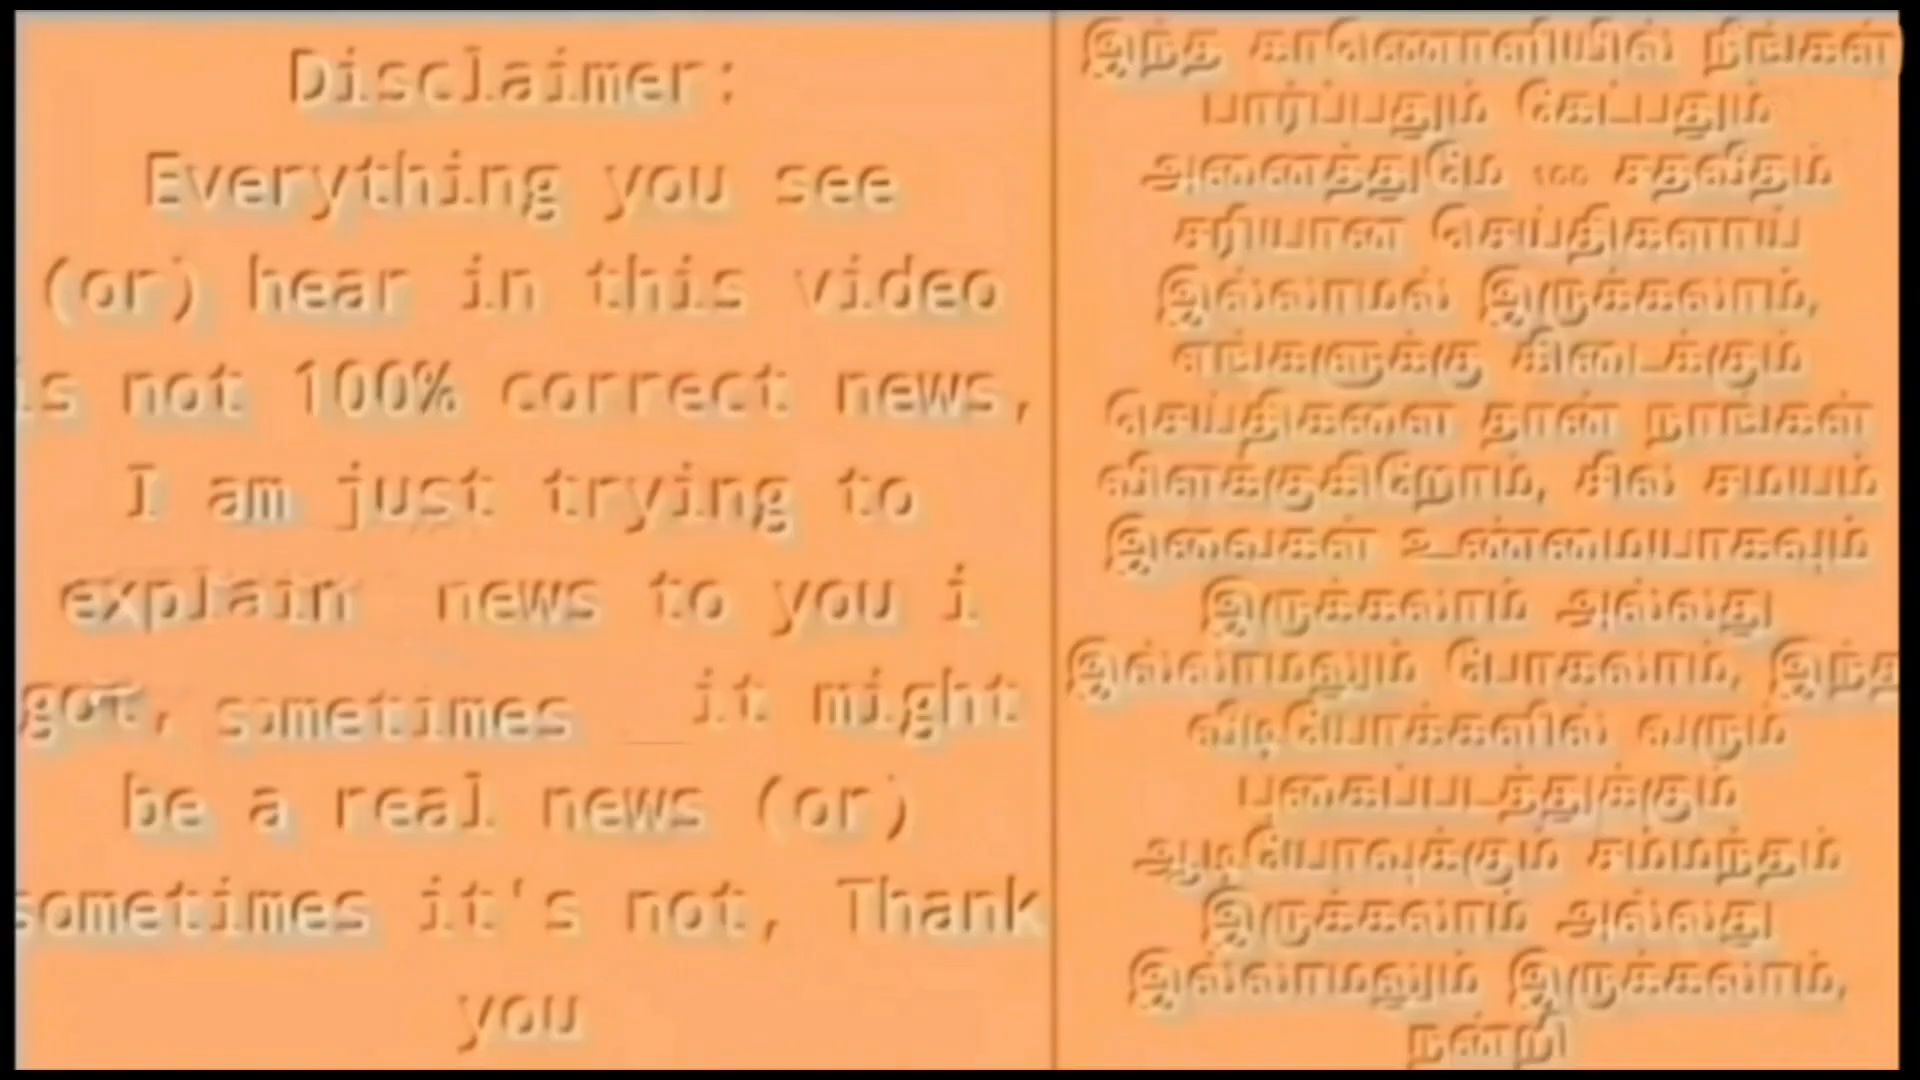 Disclaimer:
Everything you see
(or) hear in this video
is not 100% correct news,
I am just trying to
explain news to you i
got, sometimes it might
be a real news (or)
sometimes it's not, Thank
you
இந்த காணொளியில் நீங்கள்
பார்ப்பதும் கேட்பதும்
அனைத்துமே 100 சதவீதம்
சரியான செய்திகளாய்
இல்லாமல் இருக்கலாம்,
எங்களுக்கு கிடைக்கும்
செய்திகளை தான் நாங்கள்
விளக்குகிறோம், சில சமயம்
இவைகள் உண்மையாகவும்
இருக்கலாம் அல்லது
இல்லாமலும் போகலாம், இந்த
வீடியோக்களில் வரும்
புகைப்படத்துக்கும்
ஆடியோவுக்கும் சம்மந்தம்
இருக்கலாம் அல்லது
இல்லாமலும் இருக்கலாம்,
நன்றி